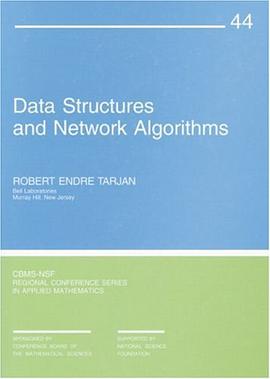 44
Data Structures
and Network Algorithms
ROBERT ENDRE TARJAN
Bell Laboratories
Murray Hill, New Jersey
CBMS-NSF
REGIONAL CONFERENCE SERIES
IN APPLIED MATHEMATICS
SPONSORED BY
CONFERENCE BOARD OF
THE MATHEMATICAL SCIENCES
SUPPORTED BY
NATIONAL SCIENCE
FOUNDATION